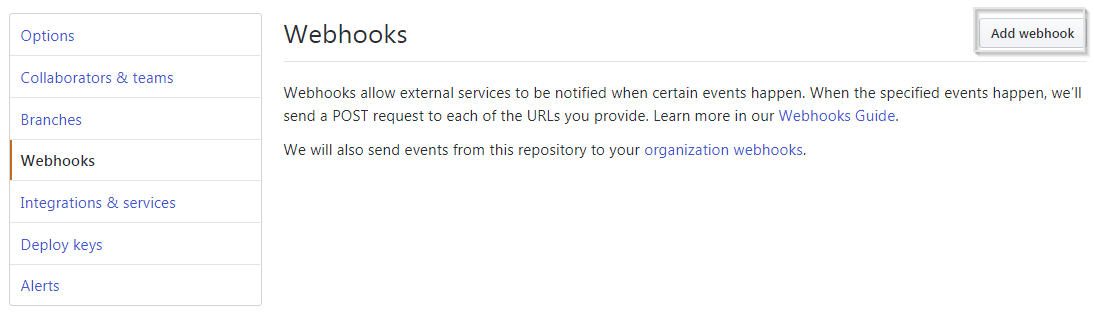 Options
Collaborators & teams
Branches
Webhooks
Integrations & services
Deploy keys
Alerts
Webhooks
Add webhook
Webhooks allow external services to be notified when certain events happen. When the specified events happen, we'll
send a POST request to each of the URLs you provide. Learn more in our Webhooks Guide.
We will also send events from this repository to your organization webhooks.